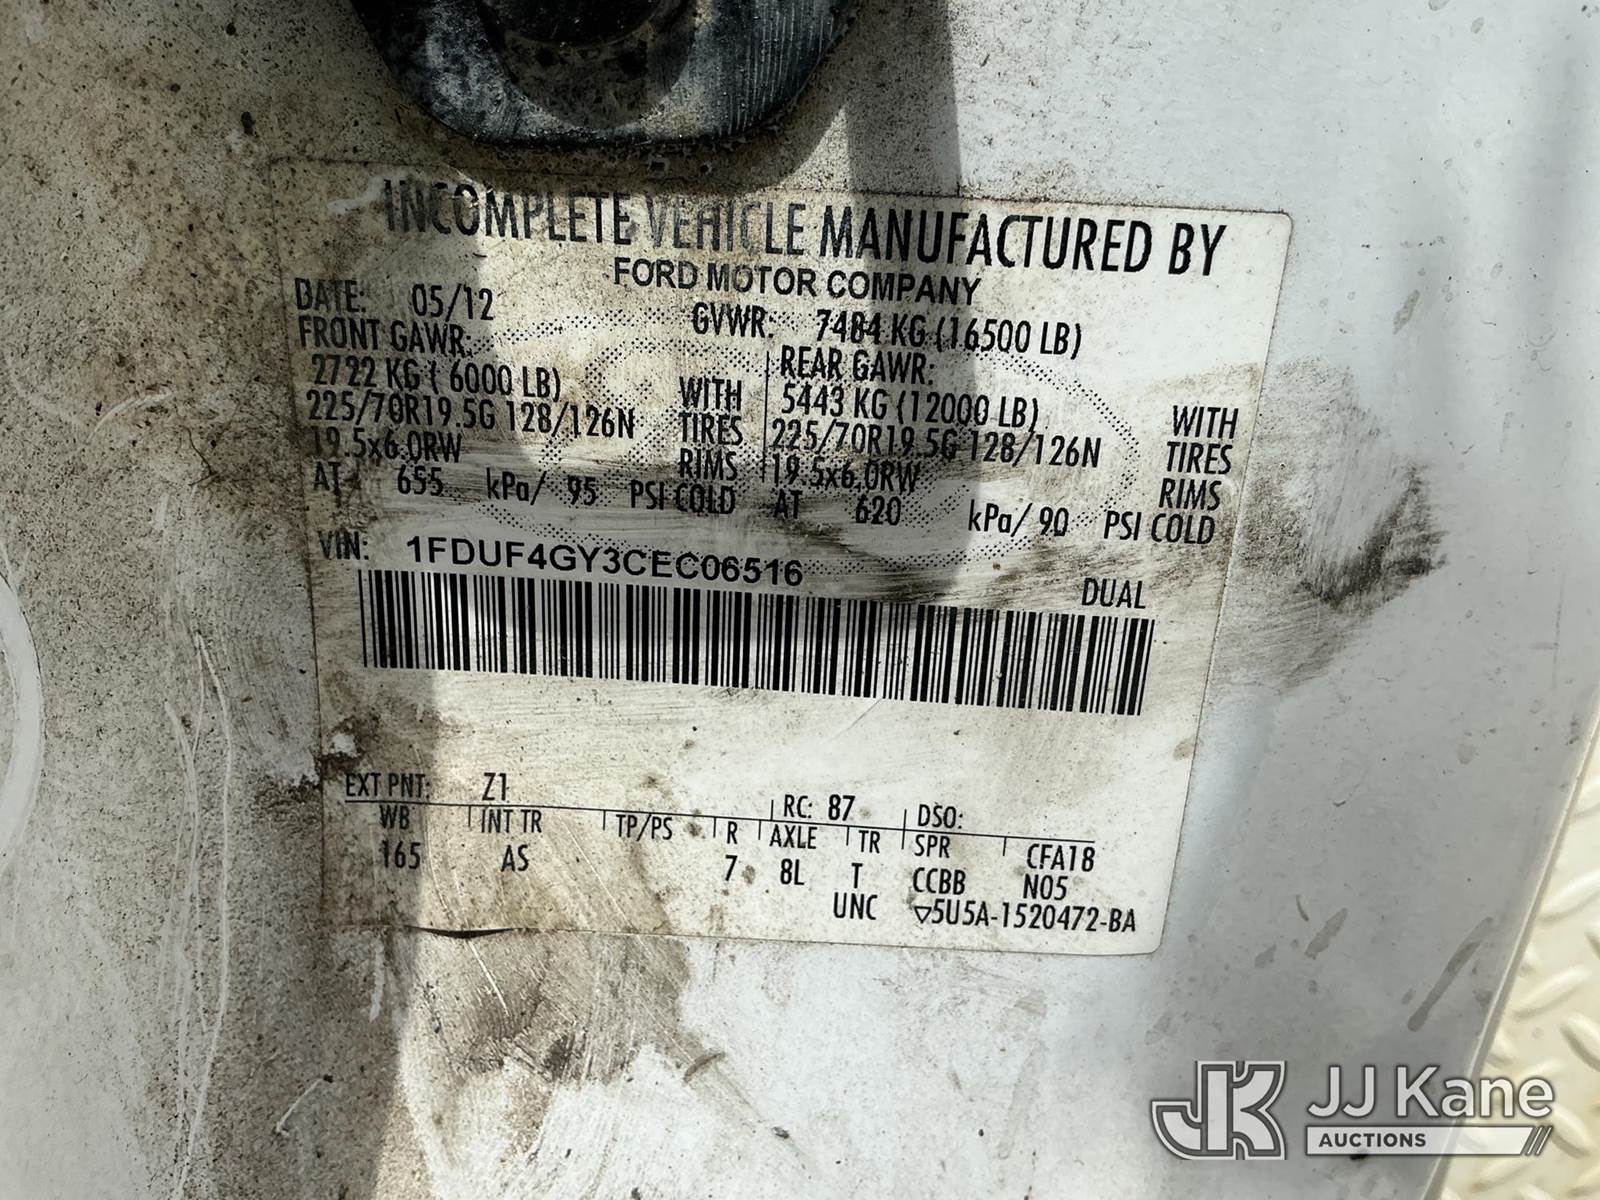 INCOMPLETE VEHICLE MANUFACTURED BY
FORD MOTOR COMPANY
DATE: 05/12 GVWR: 7484 KG (16500 LB)
FRONT GAWR: REAR GAWR:
2722 KG ( 6000 LB) WITH 5443 KG (12000 LB) WITH
225/70R19.5G 128/126N TIRES 225/70R19.5G 128/126N TIRES
19.5x6.0RW RIMS 19.5x6.0RW RIMS
AT 655 kPa/ 95 PSI COLD AT 620 kPa/ 90 PSI COLD
VIN: 1FDUF4GY3CEC06516
DUAL
EXT PNT: Z1 RC: 87 DSO:
WB INT TR TP/PS R AXLE TR SPR CFA18
165 AS 7 8L T CCBB N05
UNC ▽5U5A-1520472-BA
JK JJ Kane
AUCTIONS